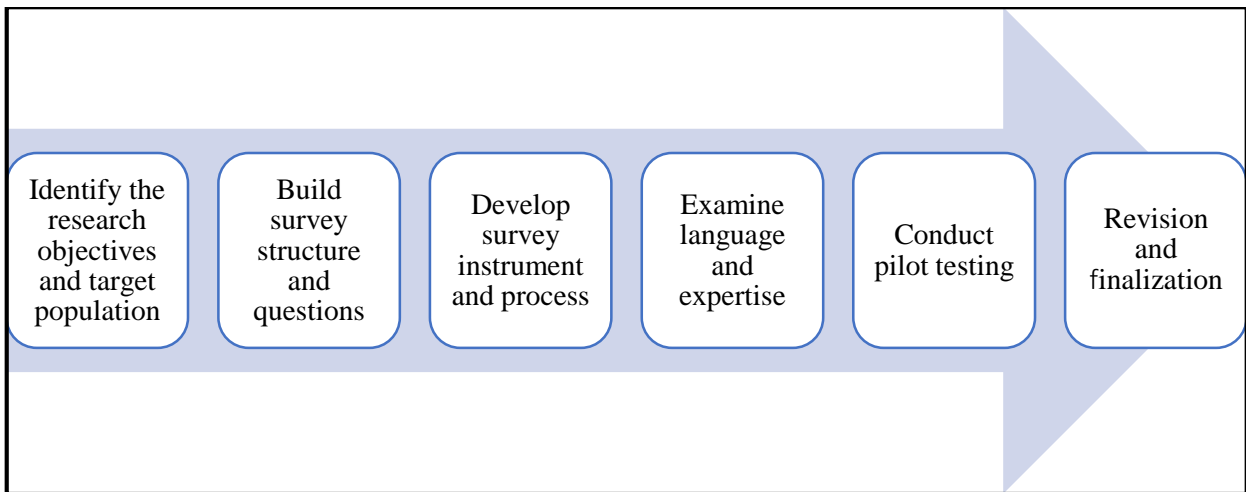 Identify the
research
objectives
and target
population
Build
survey
structure
and
questions
Develop
survey
instrument
and process
Examine
language
and
expertise
Conduct
pilot testing
Revision
and
finalization